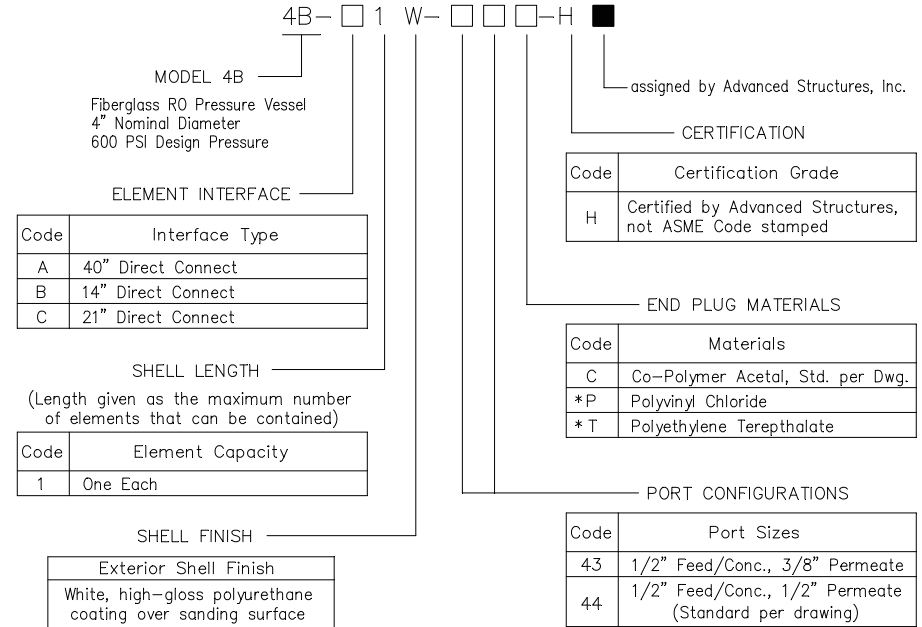 4B-□1 W-□□□-H ■
MODEL 4B
Fiberglass RO Pressure Vessel
4" Nominal Diameter
600 PSI Design Pressure
ELEMENT INTERFACE
Code Interface Type
A 40" Direct Connect
B 14" Direct Connect
C 21" Direct Connect
SHELL LENGTH
(Length given as the maximum number
of elements that can be contained)
Code Element Capacity
1 One Each
SHELL FINISH
Exterior Shell Finish
White, high-gloss polyurethane
coating over sanding surface
assigned by Advanced Structures, Inc.
CERTIFICATION
Code Certification Grade
H Certified by Advanced Structures,
not ASME Code stamped
END PLUG MATERIALS
Code Materials
C Co-Polymer Acetal, Std. per Dwg.
*P Polyvinyl Chloride
*T Polyethylene Terepthalate
PORT CONFIGURATIONS
Code Port Sizes
43 1/2" Feed/Conc., 3/8" Permeate
44 1/2" Feed/Conc., 1/2" Permeate
(Standard per drawing)